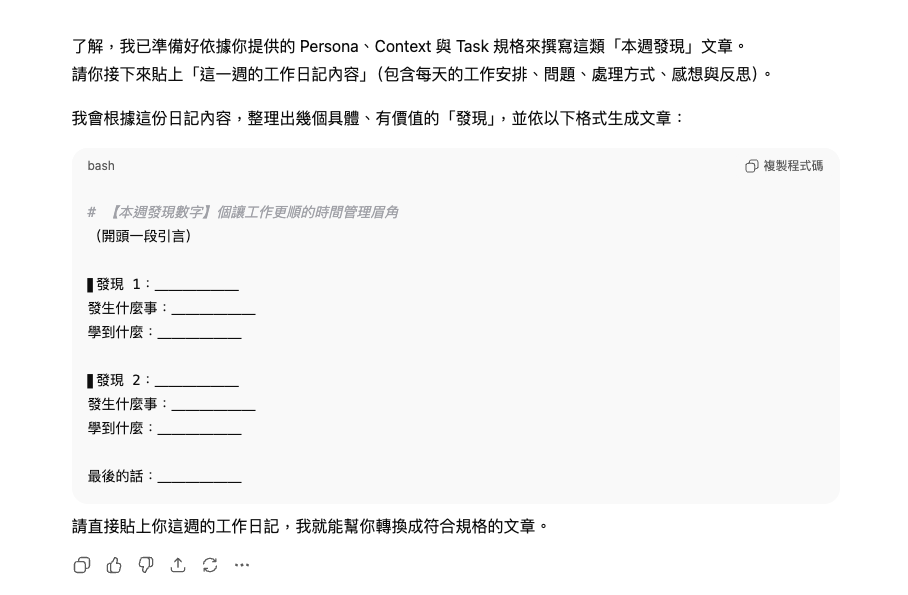 了解，我已準備好依據你提供的 Persona、Context 與 Task 規格來撰寫這類「本週發現」文章。
請你接下來貼上「這一週的工作日記內容」（包含每天的工作安排、問題、處理方式、感想與反思）。
我會根據這份日記內容，整理出幾個具體、有價值的「發現」，並依以下格式生成文章：
bash
複製程式碼
# 【本週發現數字】個讓工作更順的時間管理眉角
（開頭一段引言）
▋發現 1：____________
發生什麼事：____________
學到什麼：____________
▋發現 2：____________
發生什麼事：____________
學到什麼：____________
最後的話：____________
請直接貼上你這週的工作日記，我就能幫你轉換成符合規格的文章。